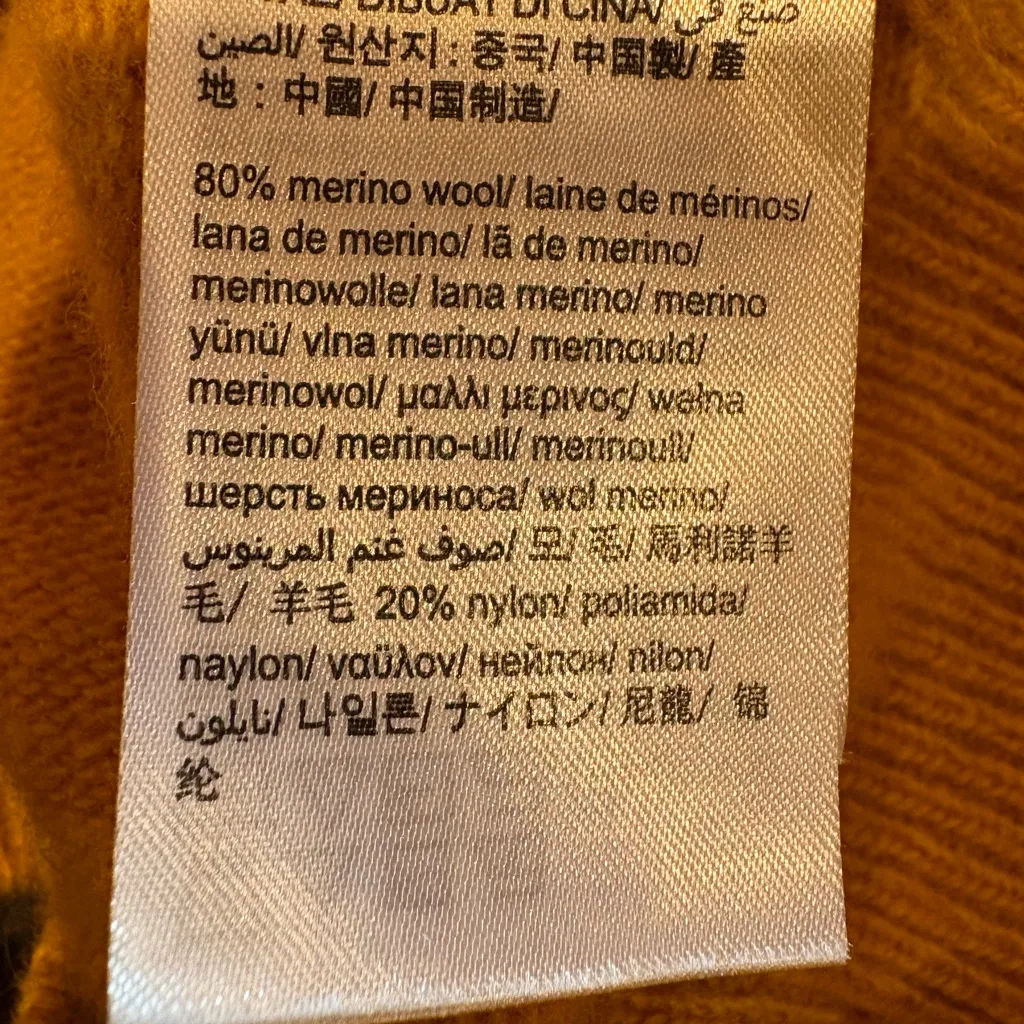 DIBUAT DI CINA/ صنع في
الصين/ 원산지 : 중국/ 中国製/ 產
地 : 中國/ 中国制造/
80% merino wool/ laine de mérinos/
lana de merino/ lã de merino/
merinowolle/ lana merino/ merino
yünü/ vlna merino/ merinould/
merinowol/ μαλλι μερινος/ wełna
merino/ merino-ull/ merinoull/
шерсть мериноса/ wol merino/
صوف غنم المرينوس/ 모/ 毛/ 馬利諾羊
毛/ 羊毛 20% nylon/ poliamida/
naylon/ ναϋλον/ нейлон/ nilon/
نايلون/ 나일론/ ナイロン/ 尼龍/ 锦
纶